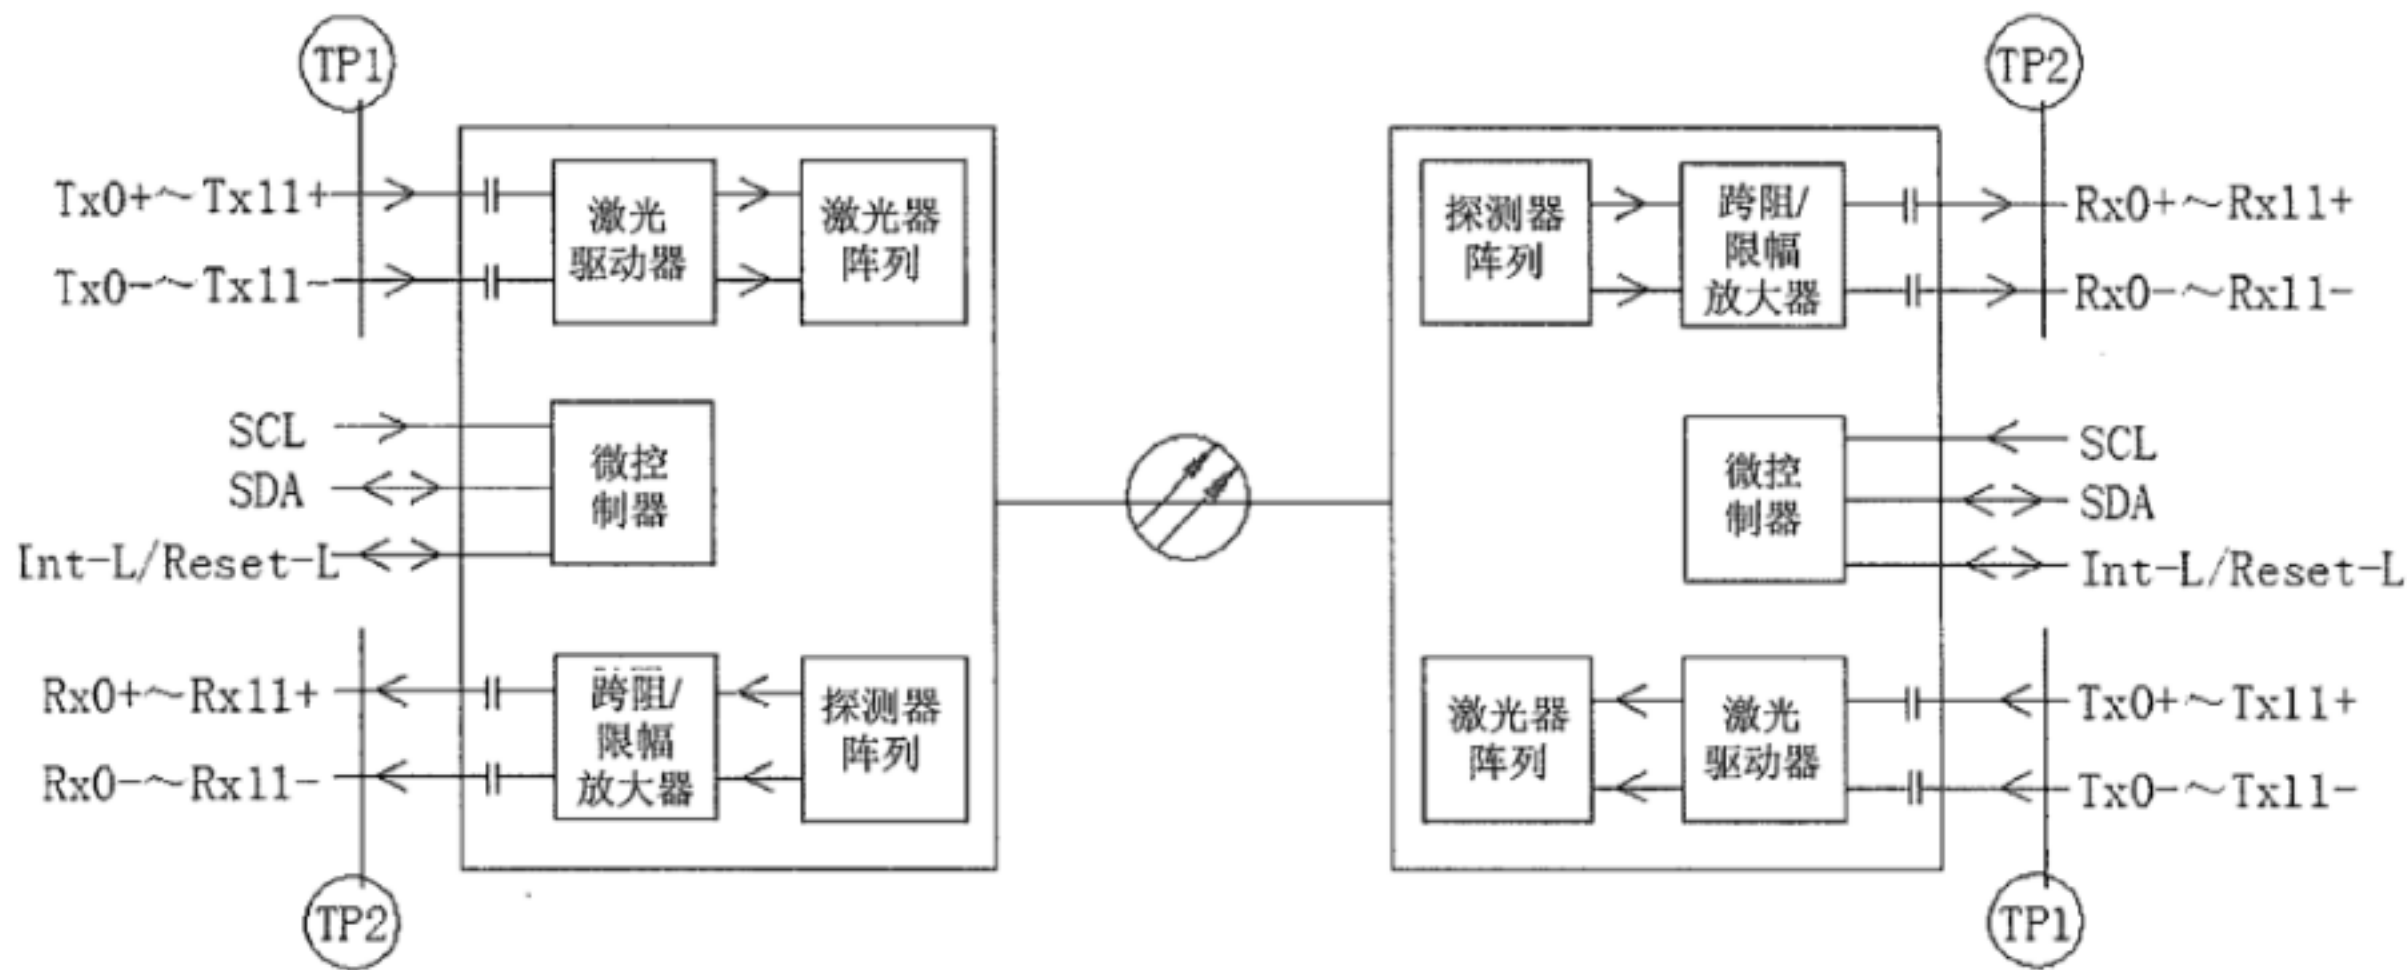 TP1
TP2
Tx0+~Tx11+
Tx0-~Tx11-
激光
驱动器
激光器
阵列
探测器
阵列
跨阻/
限幅
放大器
Rx0+~Rx11+
Rx0-~Rx11-
SCL
SDA
Int-L/Reset-L
微控
制器
微控
制器
SCL
SDA
Int-L/Reset-L
Rx0+~Rx11+
Rx0-~Rx11-
跨阻/
限幅
放大器
探测器
阵列
激光器
阵列
激光
驱动器
Tx0+~Tx11+
Tx0-~Tx11-
TP2
TP1